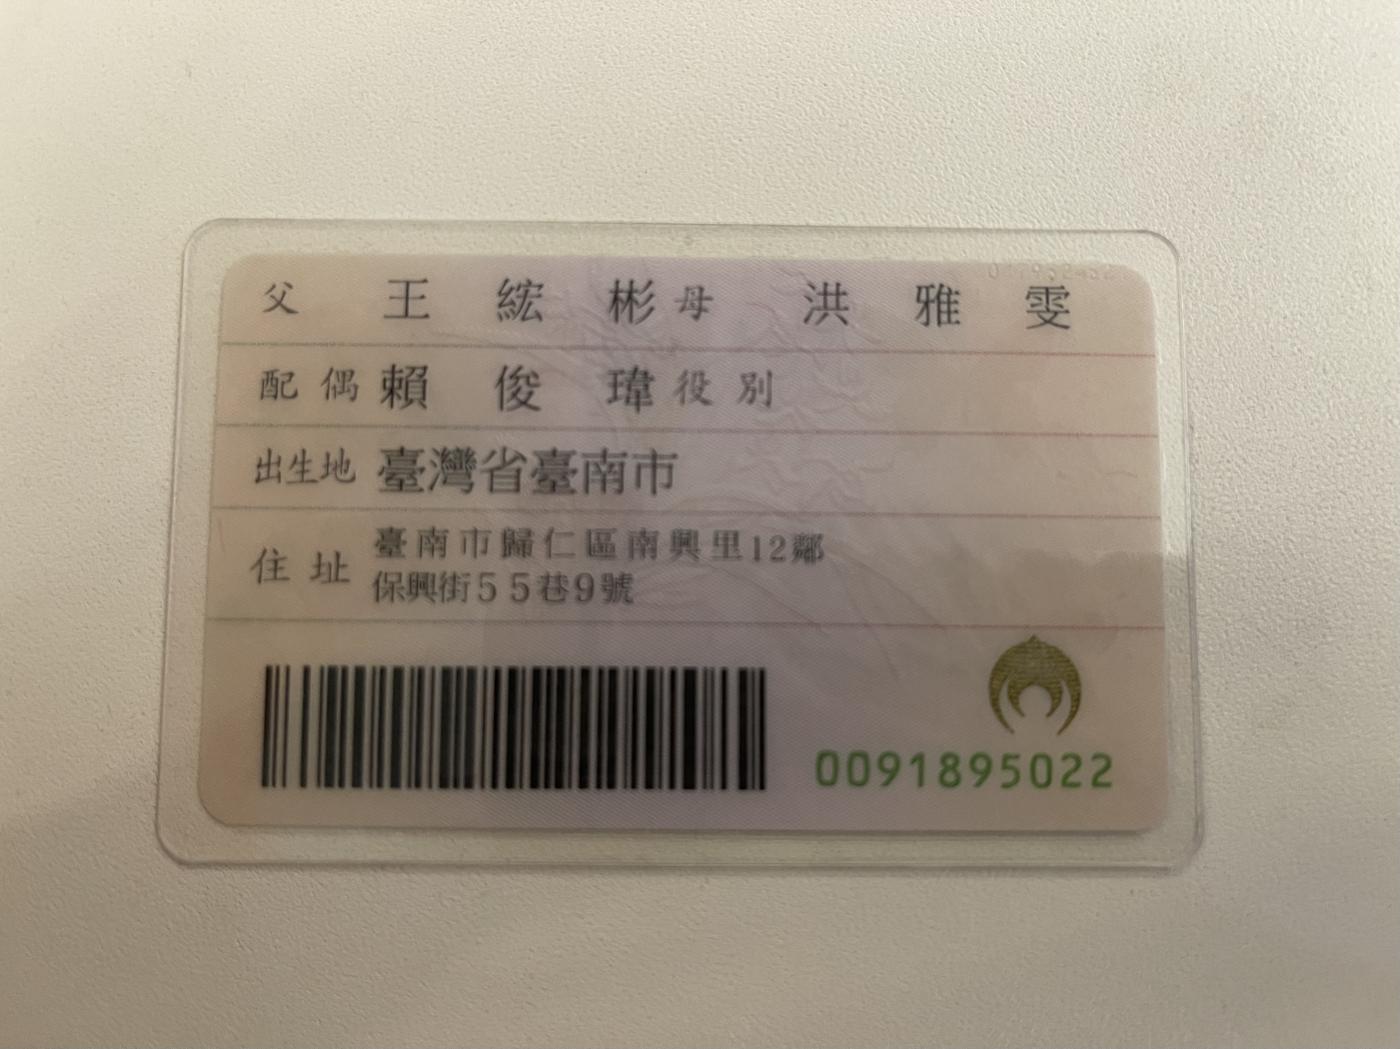 父 王 綋 彬 母 洪 雅 雯
配偶 賴 俊 瑋 役別
出生地 臺灣省臺南市
住址 臺南市歸仁區南興里12鄰
保興街55巷9號
0091895022